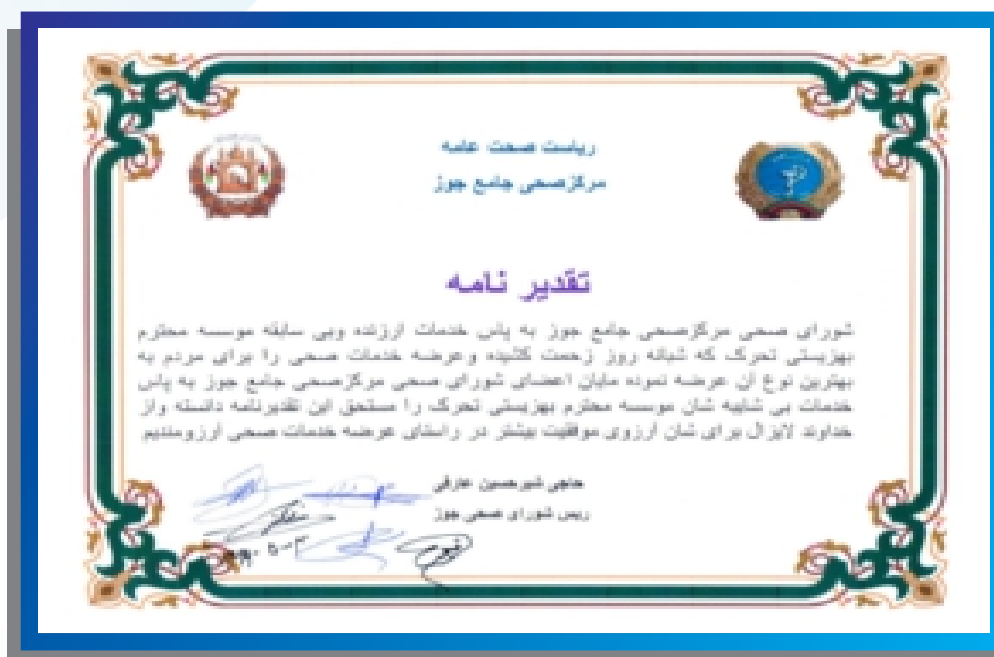 ریاست صحت عامه
مرکزصحی جامع جوز
تقدیر نامه
شورای صحی مرکزصحی جامع جوز به پاس خدمات ارزنده وبی سابقه موسسه محترم
بهزیستی تحرک که شبانه روز زحمت کشیده وعرضه خدمات صحی را برای مردم به
بهترین نوع آن عرضه نموده مایان اعضای شورای صحی مرکزصحی جامع جوز به پاس
خدمات بی شایبه شان موسسه محترم بهزیستی تحرک را مستحق این تقدیرنامه دانسته واز
خداوند لایزال برای شان آرزوی موفقیت بیشتر در راستای عرضه خدمات صحی آرزومندیم
حاجی شیرحسین عارفی
ریس شورای صحی جوز